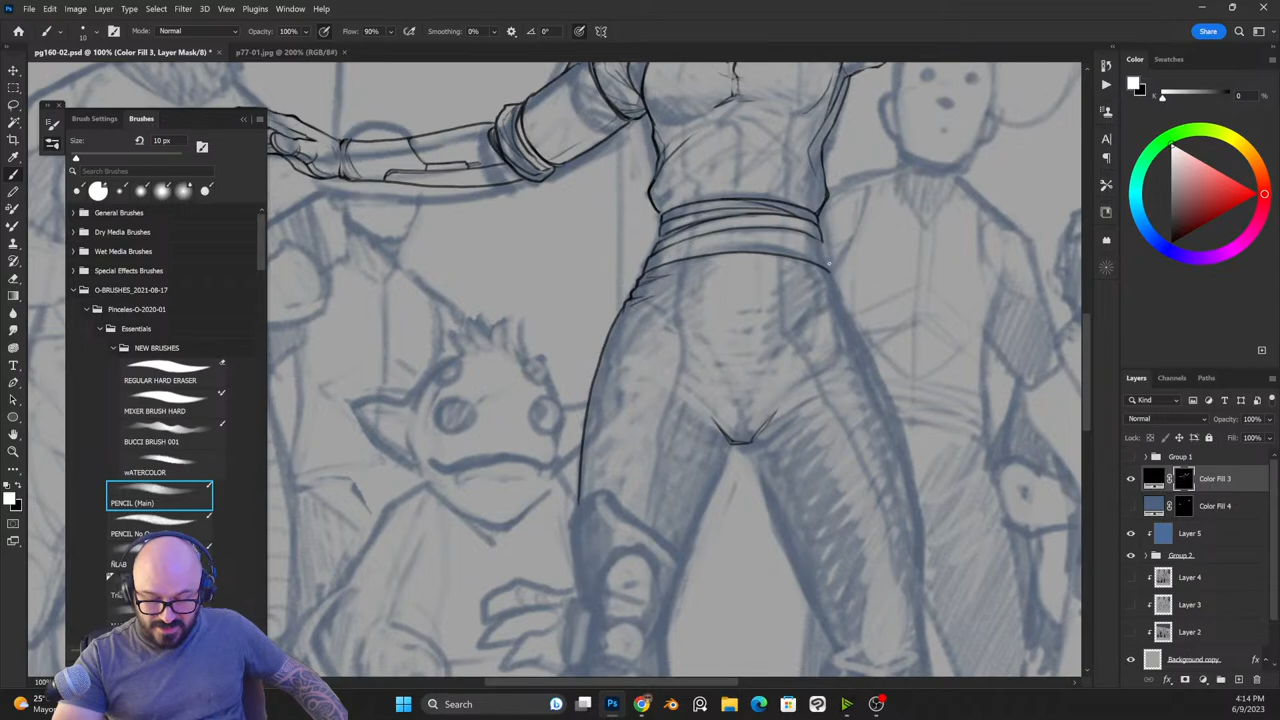 File Edit Image Layer Type Select Filter 3D View Plugins Window Help
10 Mode: Normal Opacity: 100% Flow: 90% Smoothing: 0% 0° Share
pg160-02.psd @ 100% (Color Fill 3, Layer Mask/8) * × p77-01.jpg @ 200% (RGB/8#) ×
Brush Settings Brushes
Size: 10 px
Search Brushes
General Brushes
Dry Media Brushes
Wet Media Brushes
Special Effects Brushes
O-BRUSHES_2021-08-17
Pinceles-O-2020-01
Essentials
NEW BRUSHES
REGULAR HARD ERASER
MIXER BRUSH HARD
BUCCI BRUSH 001
wATERCOLOR
PENCIL (Main)
Color Swatches
K 0 %
Layers Channels Paths
Kind
Normal Opacity: 100%
Lock: Fill: 100%
Group 1
Color Fill 3
Color Fill 4
Layer 5
Group 2
Layer 4
Layer 3
Layer 2
Background copy fx
100%
25°
Search
4:14 PM
6/9/2023